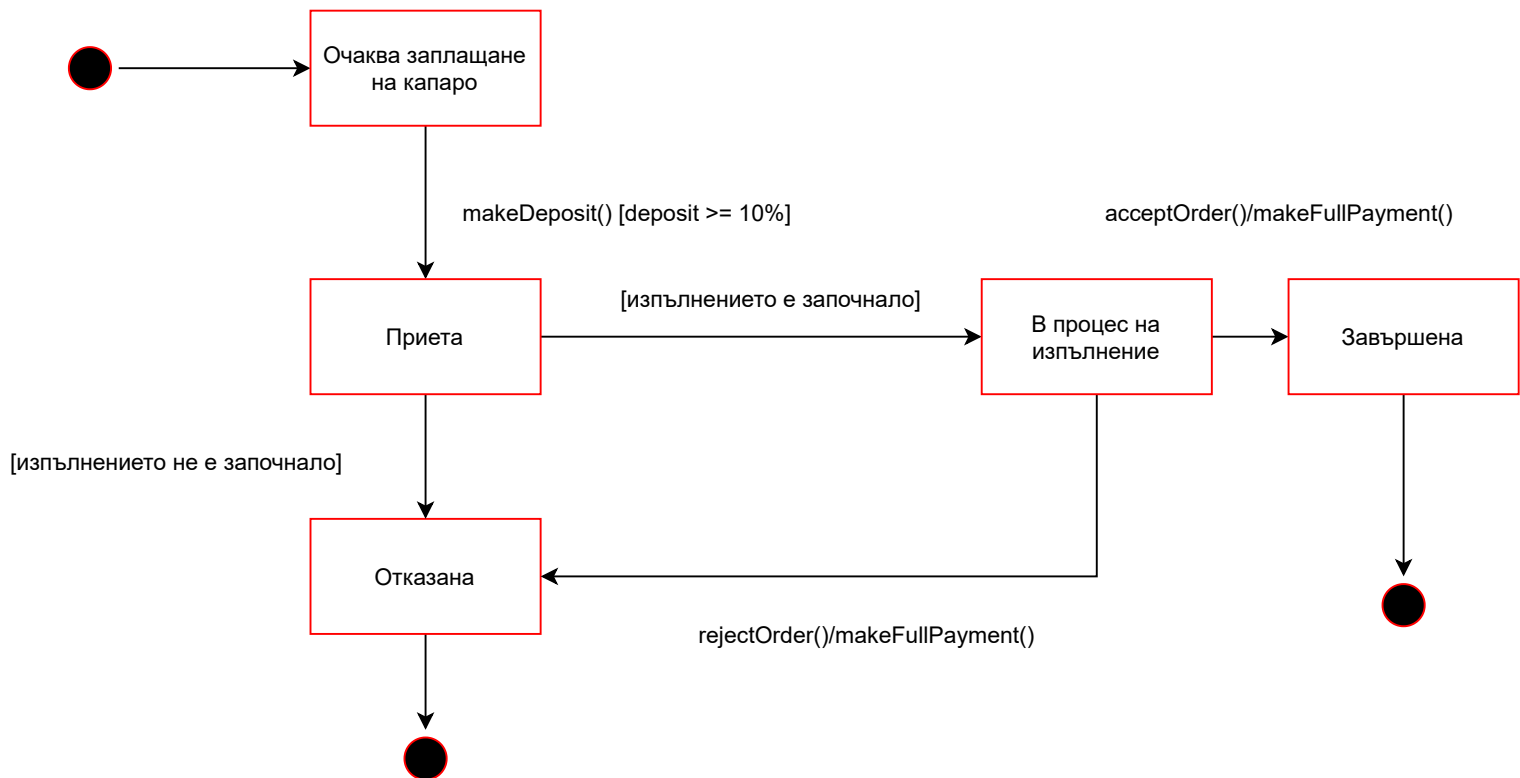 Очаква заплащане
на капаро
makeDeposit() [deposit >= 10%]
acceptOrder()/makeFullPayment()
[изпълнението е започнало]
Приета
В процес на
изпълнение
Завършена
[изпълнението не е започнало]
Отказана
rejectOrder()/makeFullPayment()